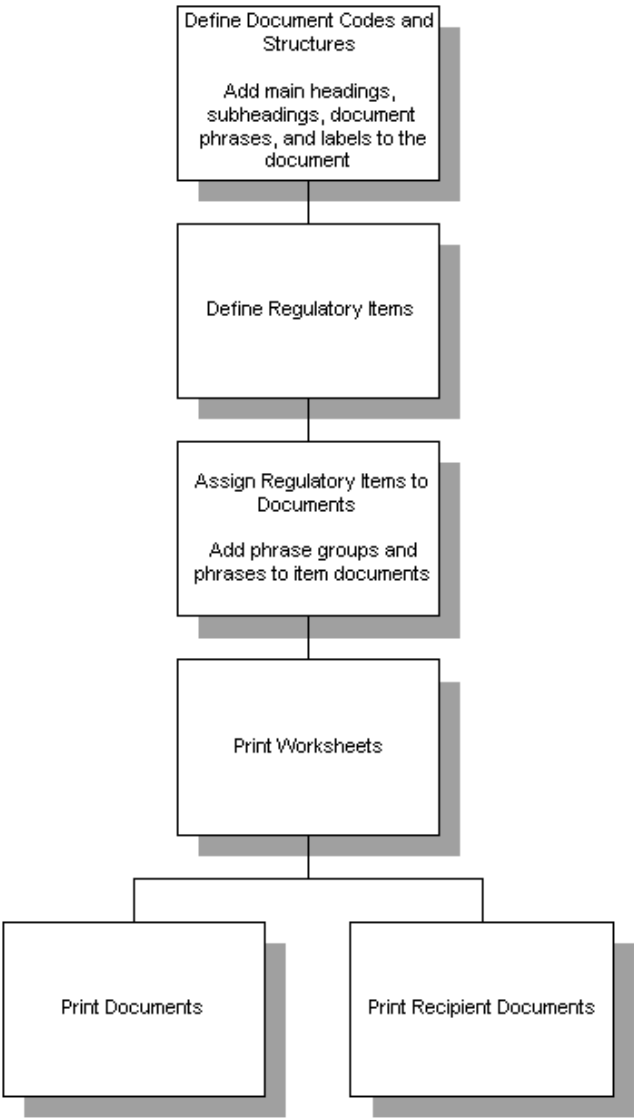 Define Document Codes and
Structures
Add main headings,
subheadings, document
phrases, and labels to the
document
Define Regulatory Items
Assign Regulatory Items to
Documents
Add phrase groups and
phrases to item documents
Print Worksheets
Print Documents
Print Recipient Documents